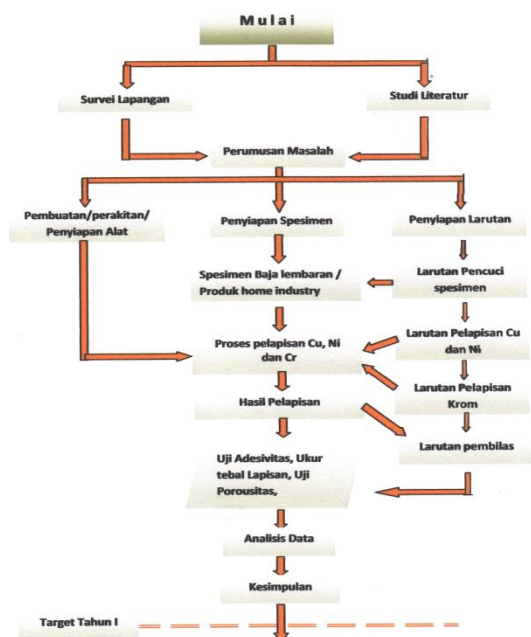 M u l a i
Survei Lapangan
Studi Literatur
Perumusan Masalah
Pembuatan/perakitan/
Penyiapan Alat
Penyiapan Spesimen
Penyiapan Larutan
Spesimen Baja lembaran /
Produk home industry
Larutan Pencuci
spesimen
Proses pelapisan Cu, Ni
dan Cr
Larutan Pelapisan Cu
dan Ni
Larutan Pelapisan
Krom
Hasil Pelapisan
Larutan pembilas
Uji Adesivitas, Ukur
tebal Lapisan, Uji
Porousitas,
Analisis Data
Kesimpulan
Target Tahun I